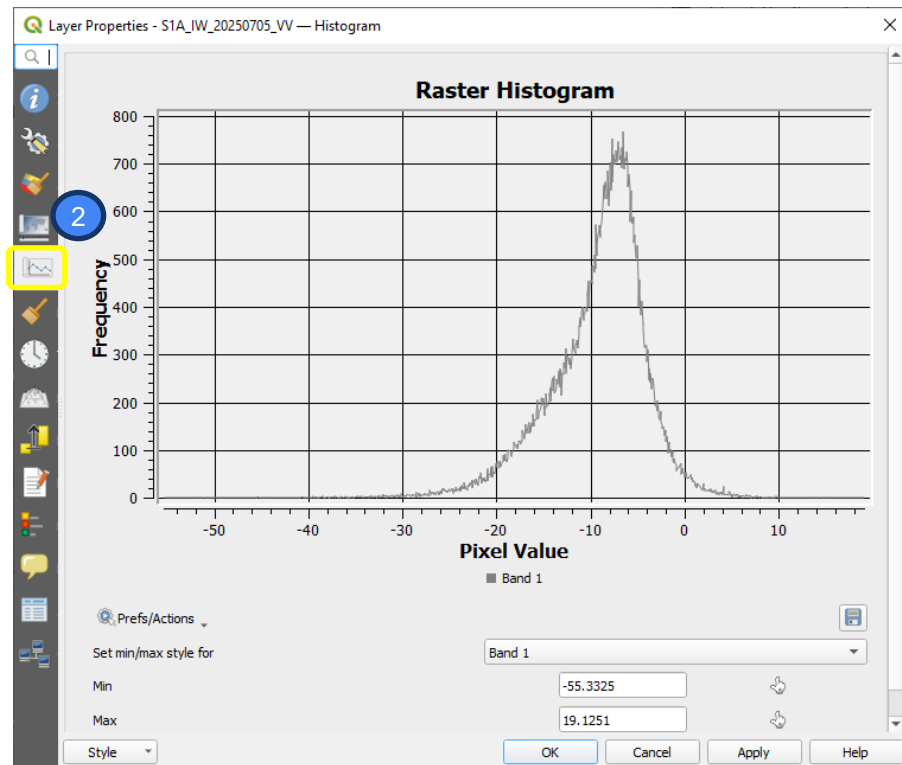 Layer Properties - S1A_IW_20250705_VV — Histogram
2
Raster Histogram
800
700
600
500
400
300
200
100
0
Frequency
-50 -40 -30 -20 -10 0 10
Pixel Value
Band 1
Prefs/Actions
Set min/max style for Band 1
Min -55.3325
Max 19.1251
Style OK Cancel Apply Help